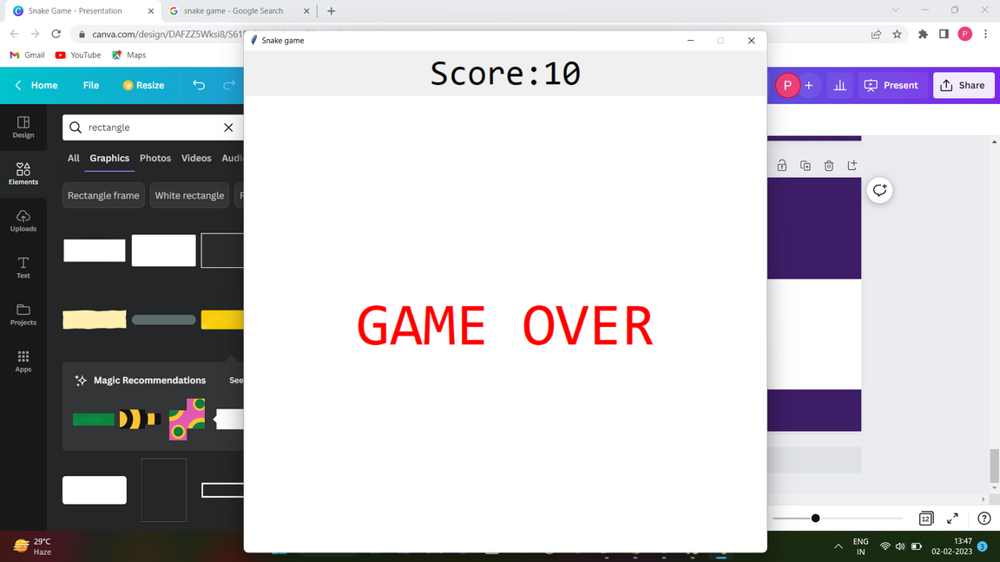 Snake Game - Presentation
snake game - Google Search
canva.com/design/DAFZZ5Wksi8/S61
P
Gmail
YouTube
Maps
Snake game
Score:10
GAME OVER
Home
File
Resize
P
Present
Share
Design
Elements
Uploads
Text
Projects
Apps
rectangle
All
Graphics
Photos
Videos
Rectangle frame
White rectangle
Magic Recommendations
See
12
29°C
Haze
ENG
IN
13:47
02-02-2023
3